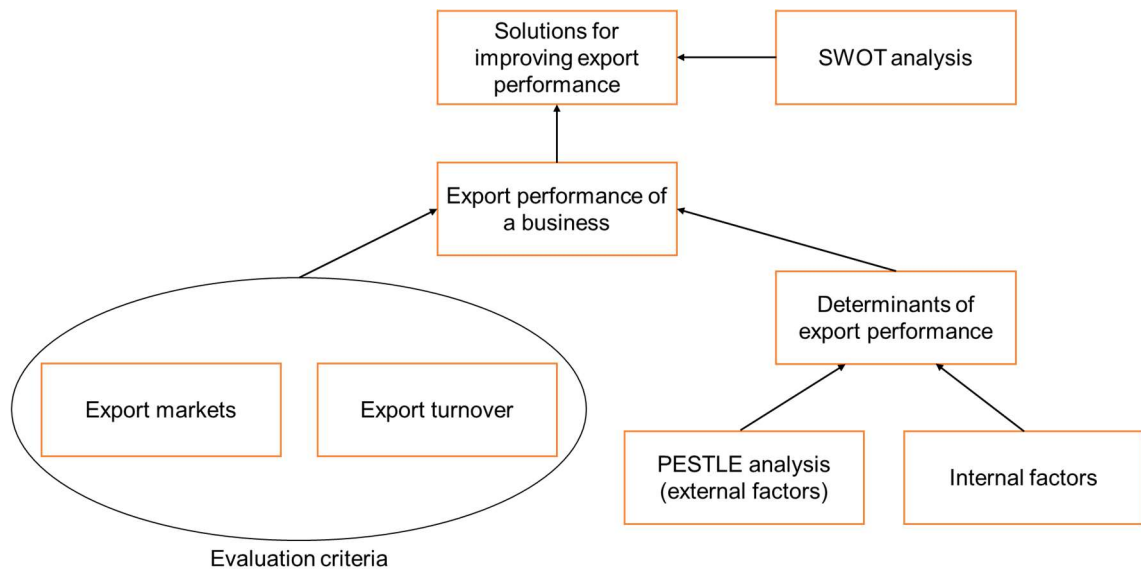 Solutions for
improving export
performance
SWOT analysis
Export performance of
a business
Determinants of
export performance
Export markets
Export turnover
PESTLE analysis
(external factors)
Internal factors
Evaluation criteria